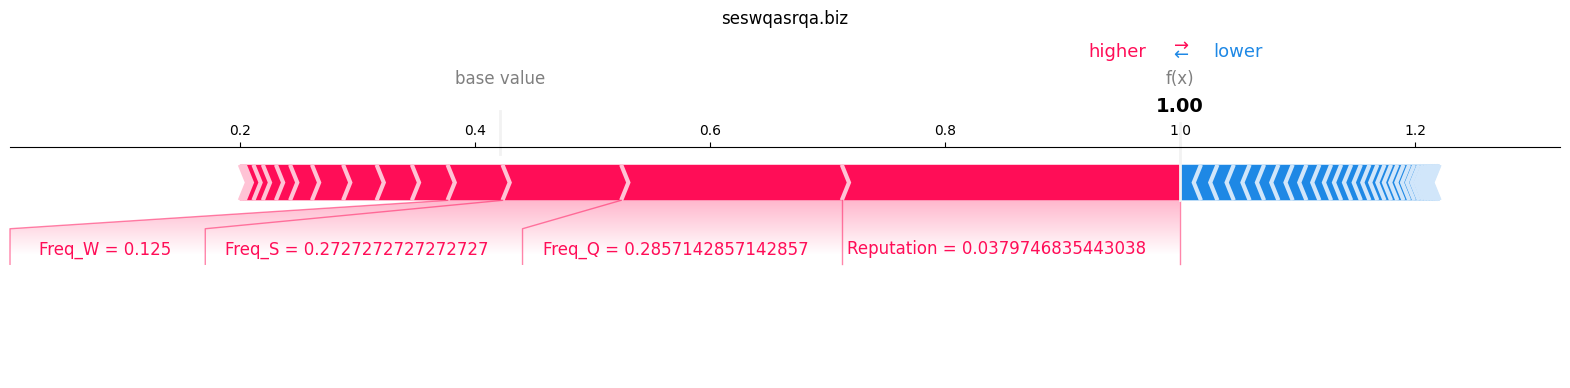 seswqasrqa.biz
higher → ← lower
base value f(x)
1.00
0.2 0.4 0.6 0.8 1 0 1.2
Freq_W = 0.125 Freq_S = 0.2727272727272727 Freq_Q = 0.2857142857142857 Reputation = 0.0379746835443038